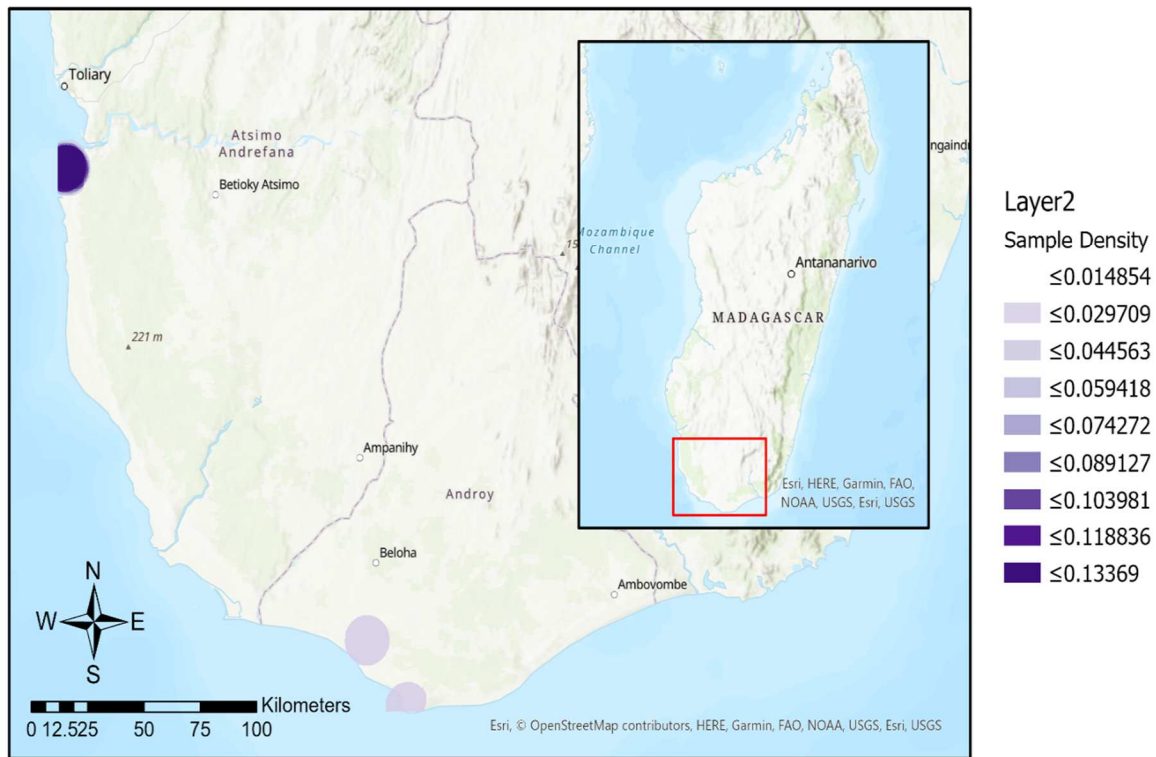 Toliary
Atsimo
Andrefana
Betioky Atsimo
221 m
Ampanihy
Androy
Beloha
Ambovombe
ngaindr
Mozambique
Channel
15
Antananarivo
MADAGASCAR
Esri, HERE, Garmin, FAO,
NOAA, USGS, Esri, USGS
N
W E
S
Kilometers
0 12.525 50 75 100
Esri, © OpenStreetMap contributors, HERE, Garmin, FAO, NOAA, USGS, Esri, USGS
Layer2
Sample Density
≤0.014854
≤0.029709
≤0.044563
≤0.059418
≤0.074272
≤0.089127
≤0.103981
≤0.118836
≤0.13369